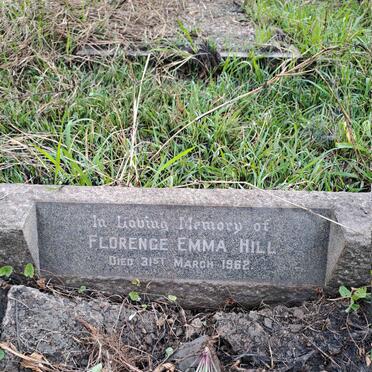 In Loving Memory of
FLORENCE EMMA HILL
DIED 31ST MARCH 1962.